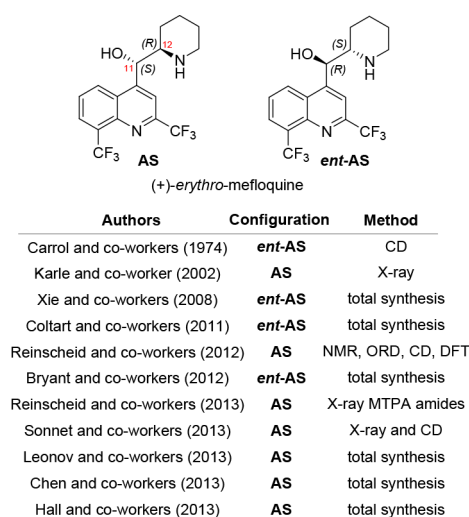 (R) 12
HO
11 (S) N
H
N CF3
CF3
AS
(S)
HO
(R) N
H
N CF3
CF3
ent-AS
(+)-erythro-mefloquine
Authors Configuration Method
Carrol and co-workers (1974) ent-AS CD
Karle and co-worker (2002) AS X-ray
Xie and co-workers (2008) ent-AS total synthesis
Coltart and co-workers (2011) ent-AS total synthesis
Reinscheid and co-workers (2012) AS NMR, ORD, CD, DFT
Bryant and co-workers (2012) ent-AS total synthesis
Reinscheid and co-workers (2013) AS X-ray MTPA amides
Sonnet and co-workers (2013) AS X-ray and CD
Leonov and co-workers (2013) AS total synthesis
Chen and co-workers (2013) AS total synthesis
Hall and co-workers (2013) AS total synthesis